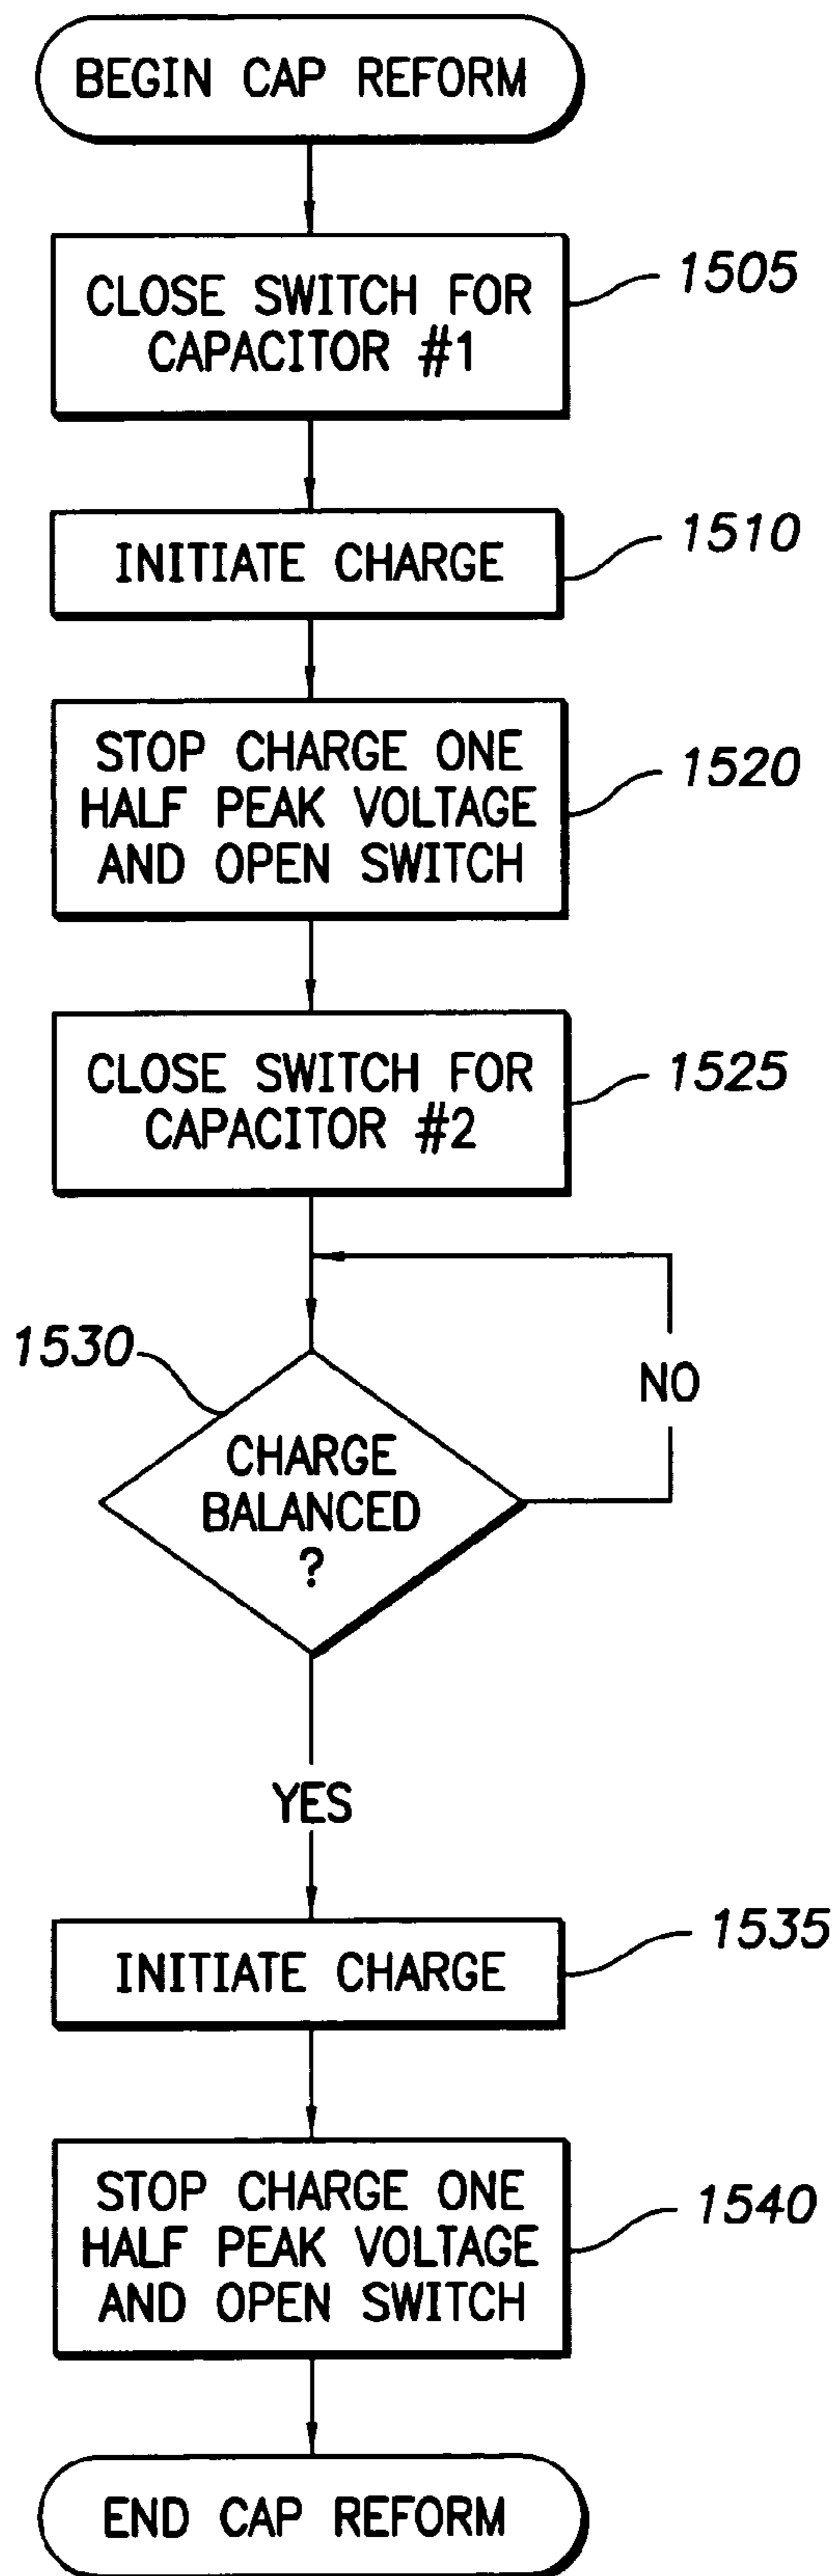 BEGIN CAP REFORM
CLOSE SWITCH FOR
CAPACITOR #1
1505
INITIATE CHARGE
1510
STOP CHARGE ONE
HALF PEAK VOLTAGE
AND OPEN SWITCH
1520
CLOSE SWITCH FOR
CAPACITOR #2
1525
1530
CHARGE
BALANCED
?
NO
YES
INITIATE CHARGE
1535
STOP CHARGE ONE
HALF PEAK VOLTAGE
AND OPEN SWITCH
1540
END CAP REFORM